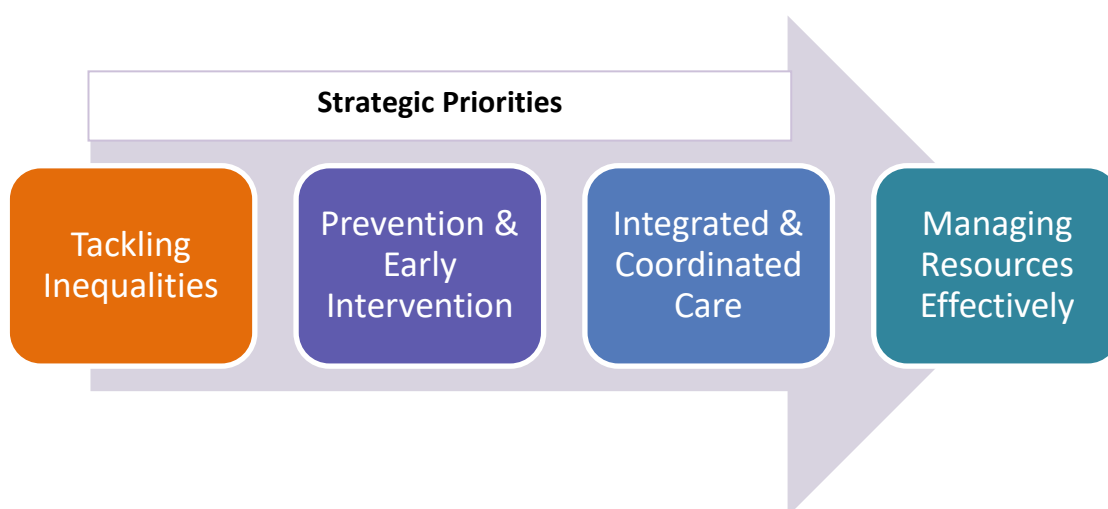 Strategic Priorities
Tackling
Inequalities
Prevention &
Early
Intervention
Integrated &
Coordinated
Care
Managing
Resources
Effectively